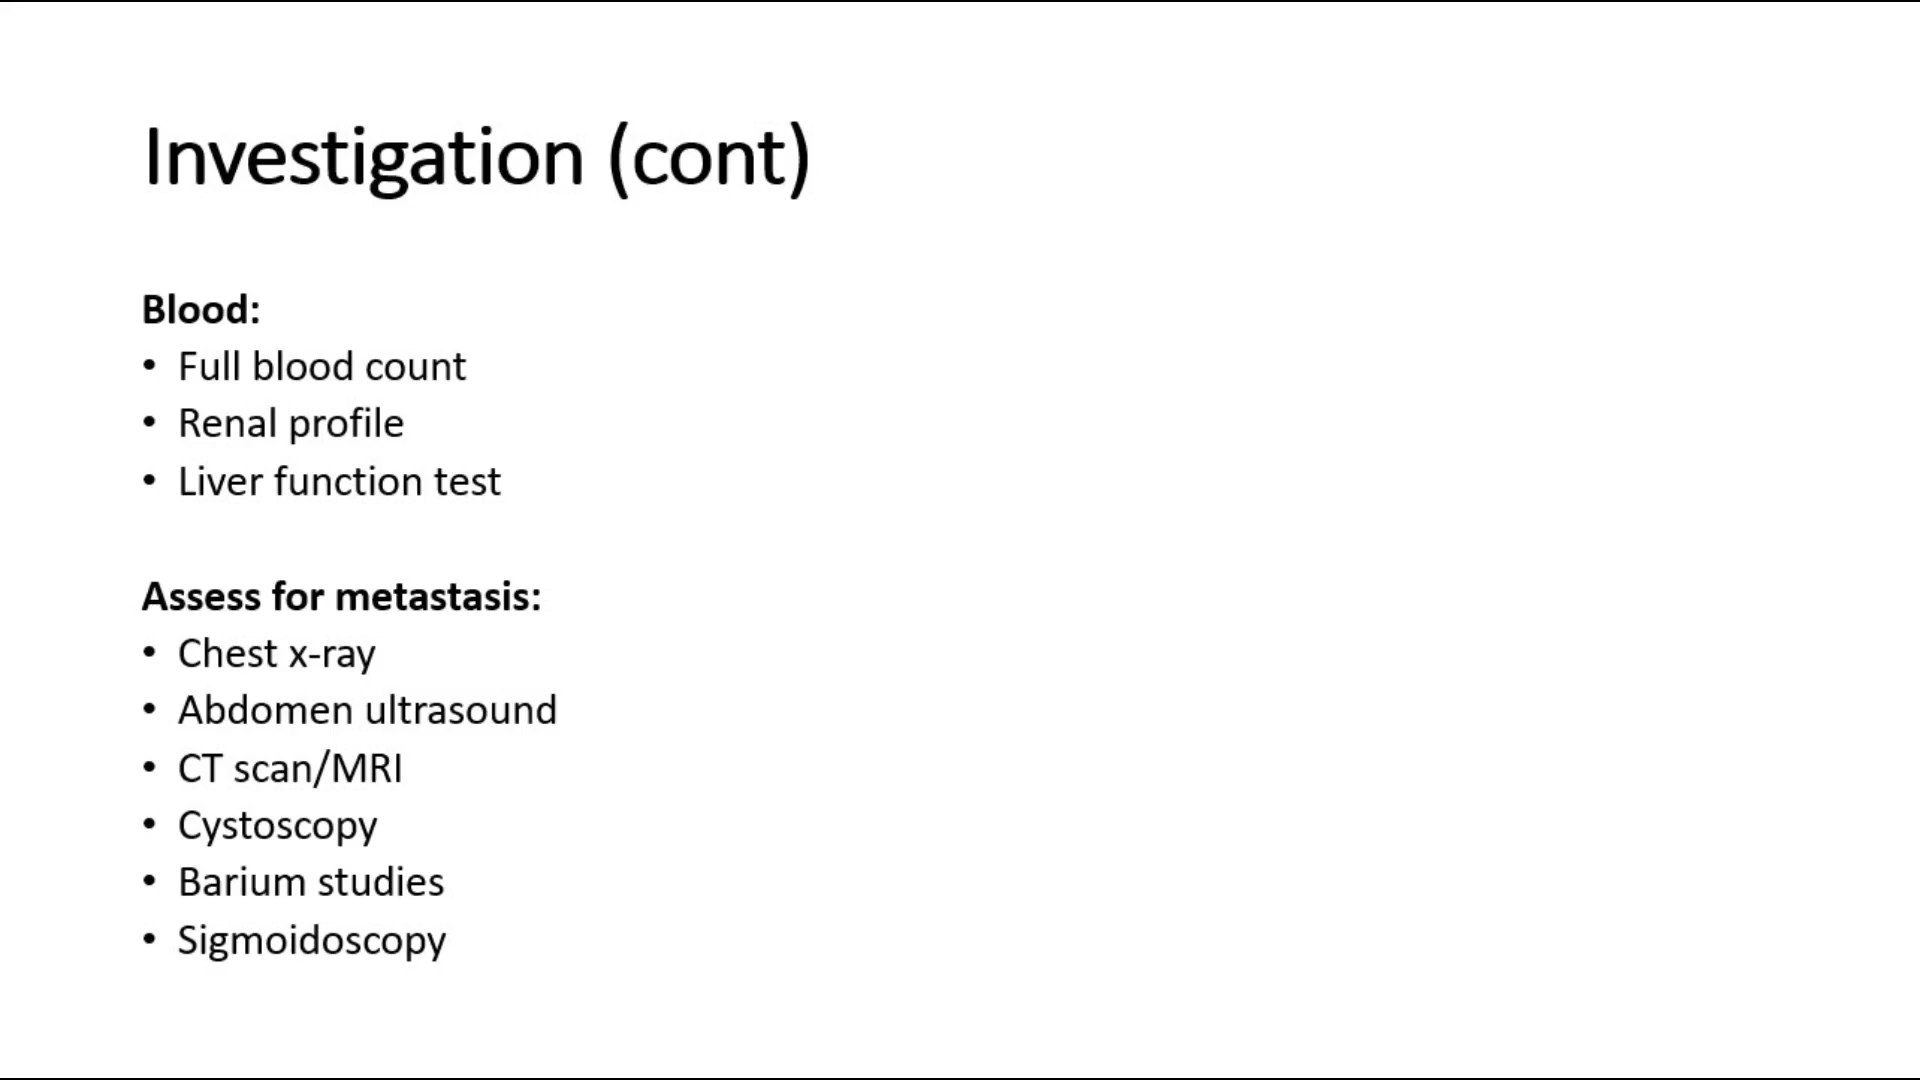 Investigation (cont)
Blood:
• Full blood count
• Renal profile
• Liver function test
Assess for metastasis:
• Chest x-ray
• Abdomen ultrasound
• CT scan/MRI
• Cystoscopy
• Barium studies
• Sigmoidoscopy